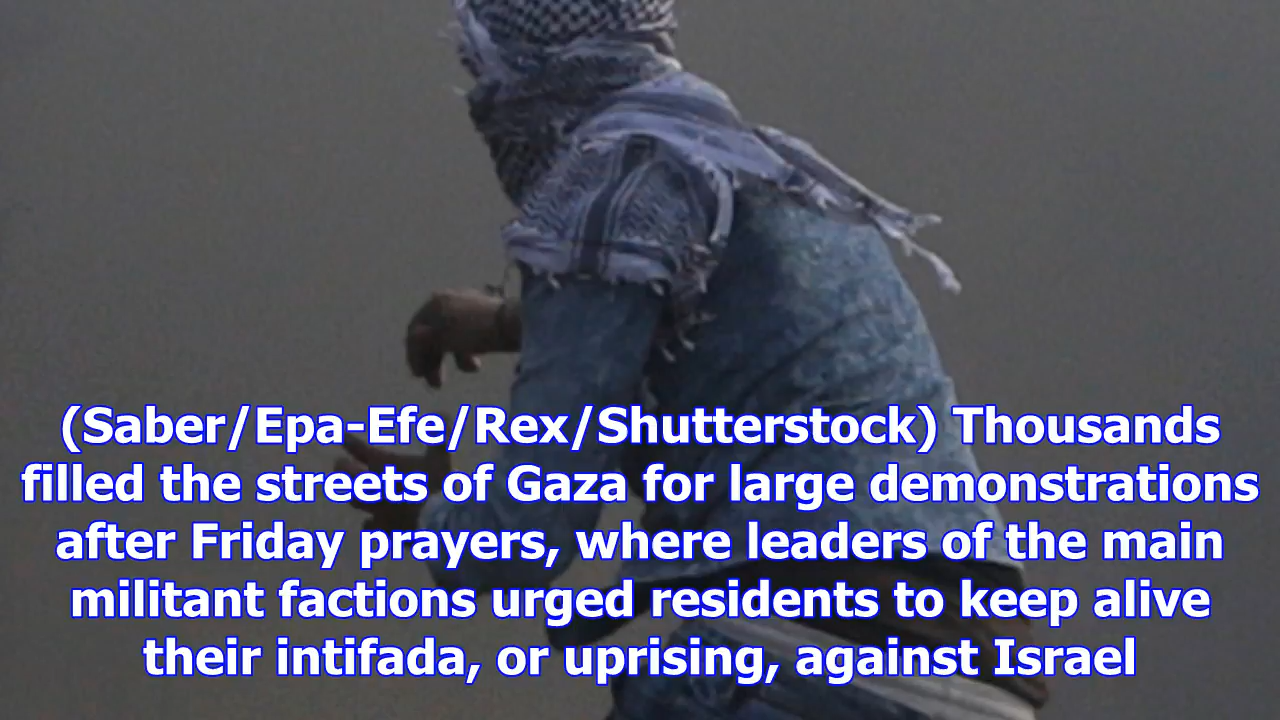 (Saber/Epa-Efe/Rex/Shutterstock) Thousands
filled the streets of Gaza for large demonstrations
after Friday prayers, where leaders of the main
militant factions urged residents to keep alive
their intifada, or uprising, against Israel